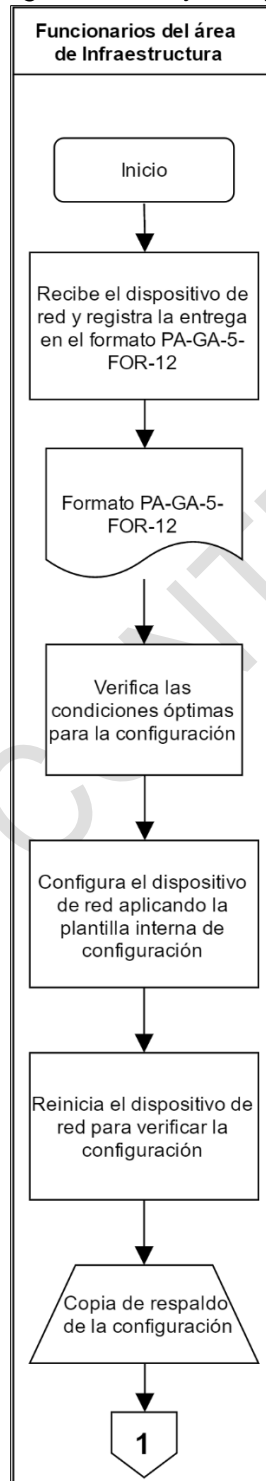 Funcionarios del área
de Infraestructura
Inicio
Recibe el dispositivo de
red y registra la entrega
en el formato PA-GA-5-
FOR-12
Formato PA-GA-5-
FOR-12
Verifica las
condiciones óptimas
para la configuración
Configura el dispositivo
de red aplicando la
plantilla interna de
configuración
Reinicia el dispositivo de
red para verificar la
configuración
Copia de respaldo
de la configuración
1